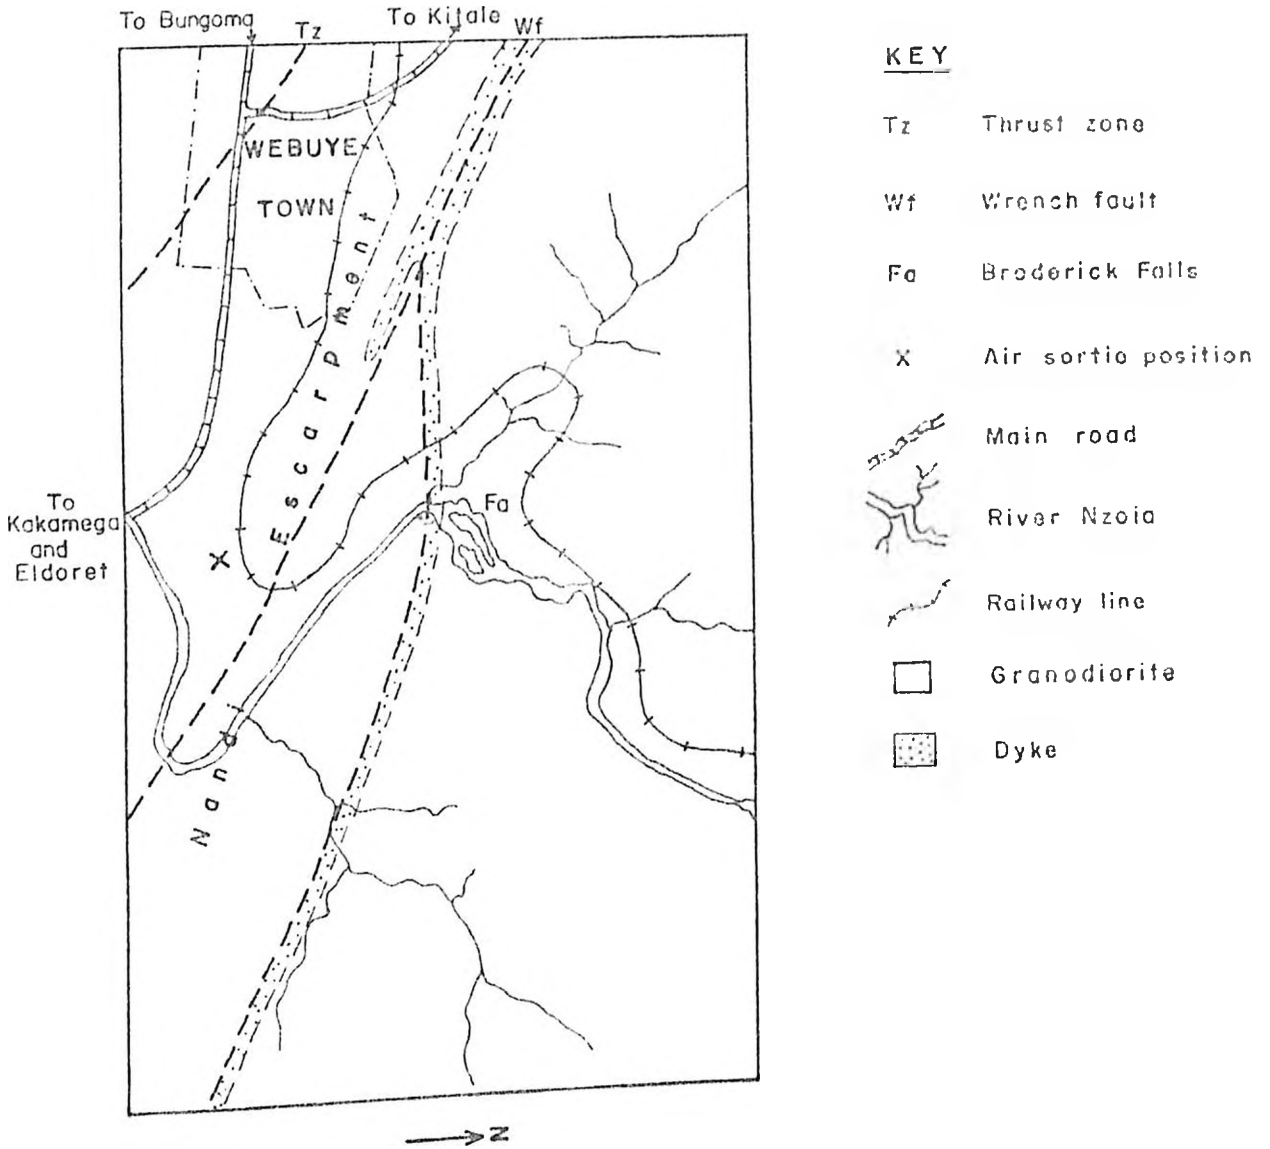 To Bungoma
Tz
To Kitale
Wf
WEBUYE
TOWN
Nan Escarpment
Fa
To
Kakamega
and
Eldoret
N
KEY
Tz Thrust zone
Wf Wrench fault
Fa Broderick Falls
X Air sortie position
Main road
River Nzoia
Railway line
Granodiorite
Dyke
X